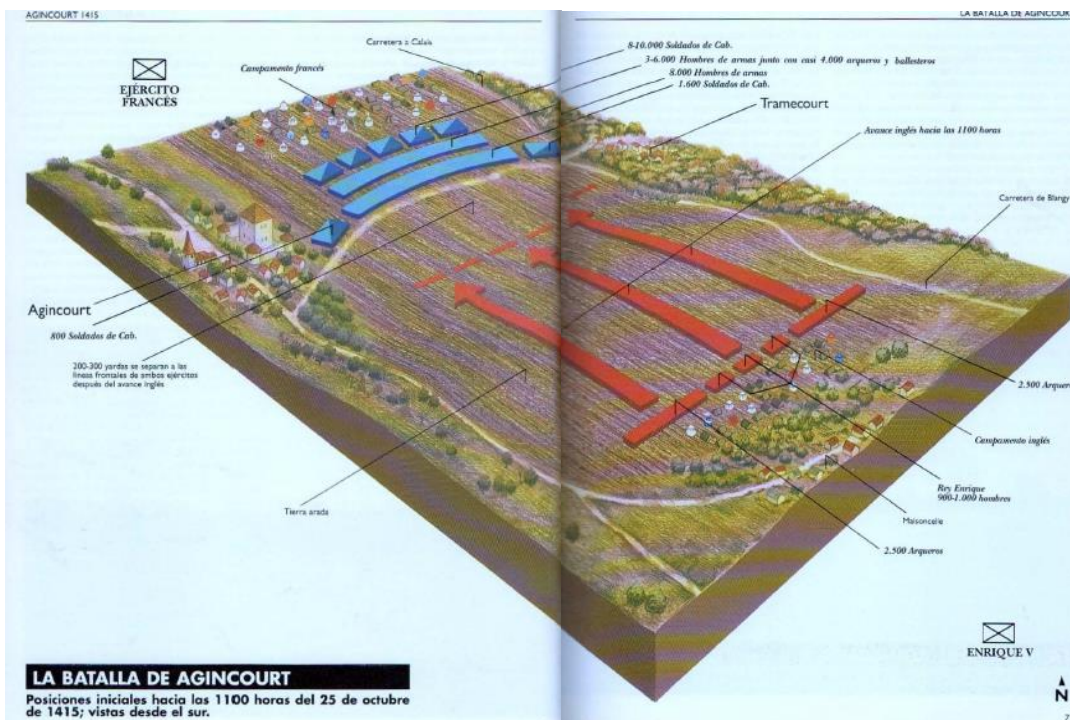 AGINCOURT 1415
LA BATALLA DE AGINCOUR
EJÉRCITO
FRANCÉS
Campamento francés
Carretera a Calais
8-10.000 Soldados de Cab.
3-6.000 Hombres de armas junto con casi 4.000 arqueros y ballesteros
8.000 Hombres de armas
1.600 Soldados de Cab.
Tramecourt
Avance inglés hacia las 1100 horas
Carretera de Blangy
Agincourt
800 Soldados de Cab.
200-300 yardas se separan a las
líneas frontales de ambos ejércitos
después del avance inglés
2.500 Arquero
Campamento inglés
Rey Enrique
900-1.000 hombres
Maisoncelle
2.500 Arqueros
Tierra arada
ENRIQUE V
N
LA BATALLA DE AGINCOURT
Posiciones iniciales hacia las 1100 horas del 25 de octubre
de 1415; vistas desde el sur.